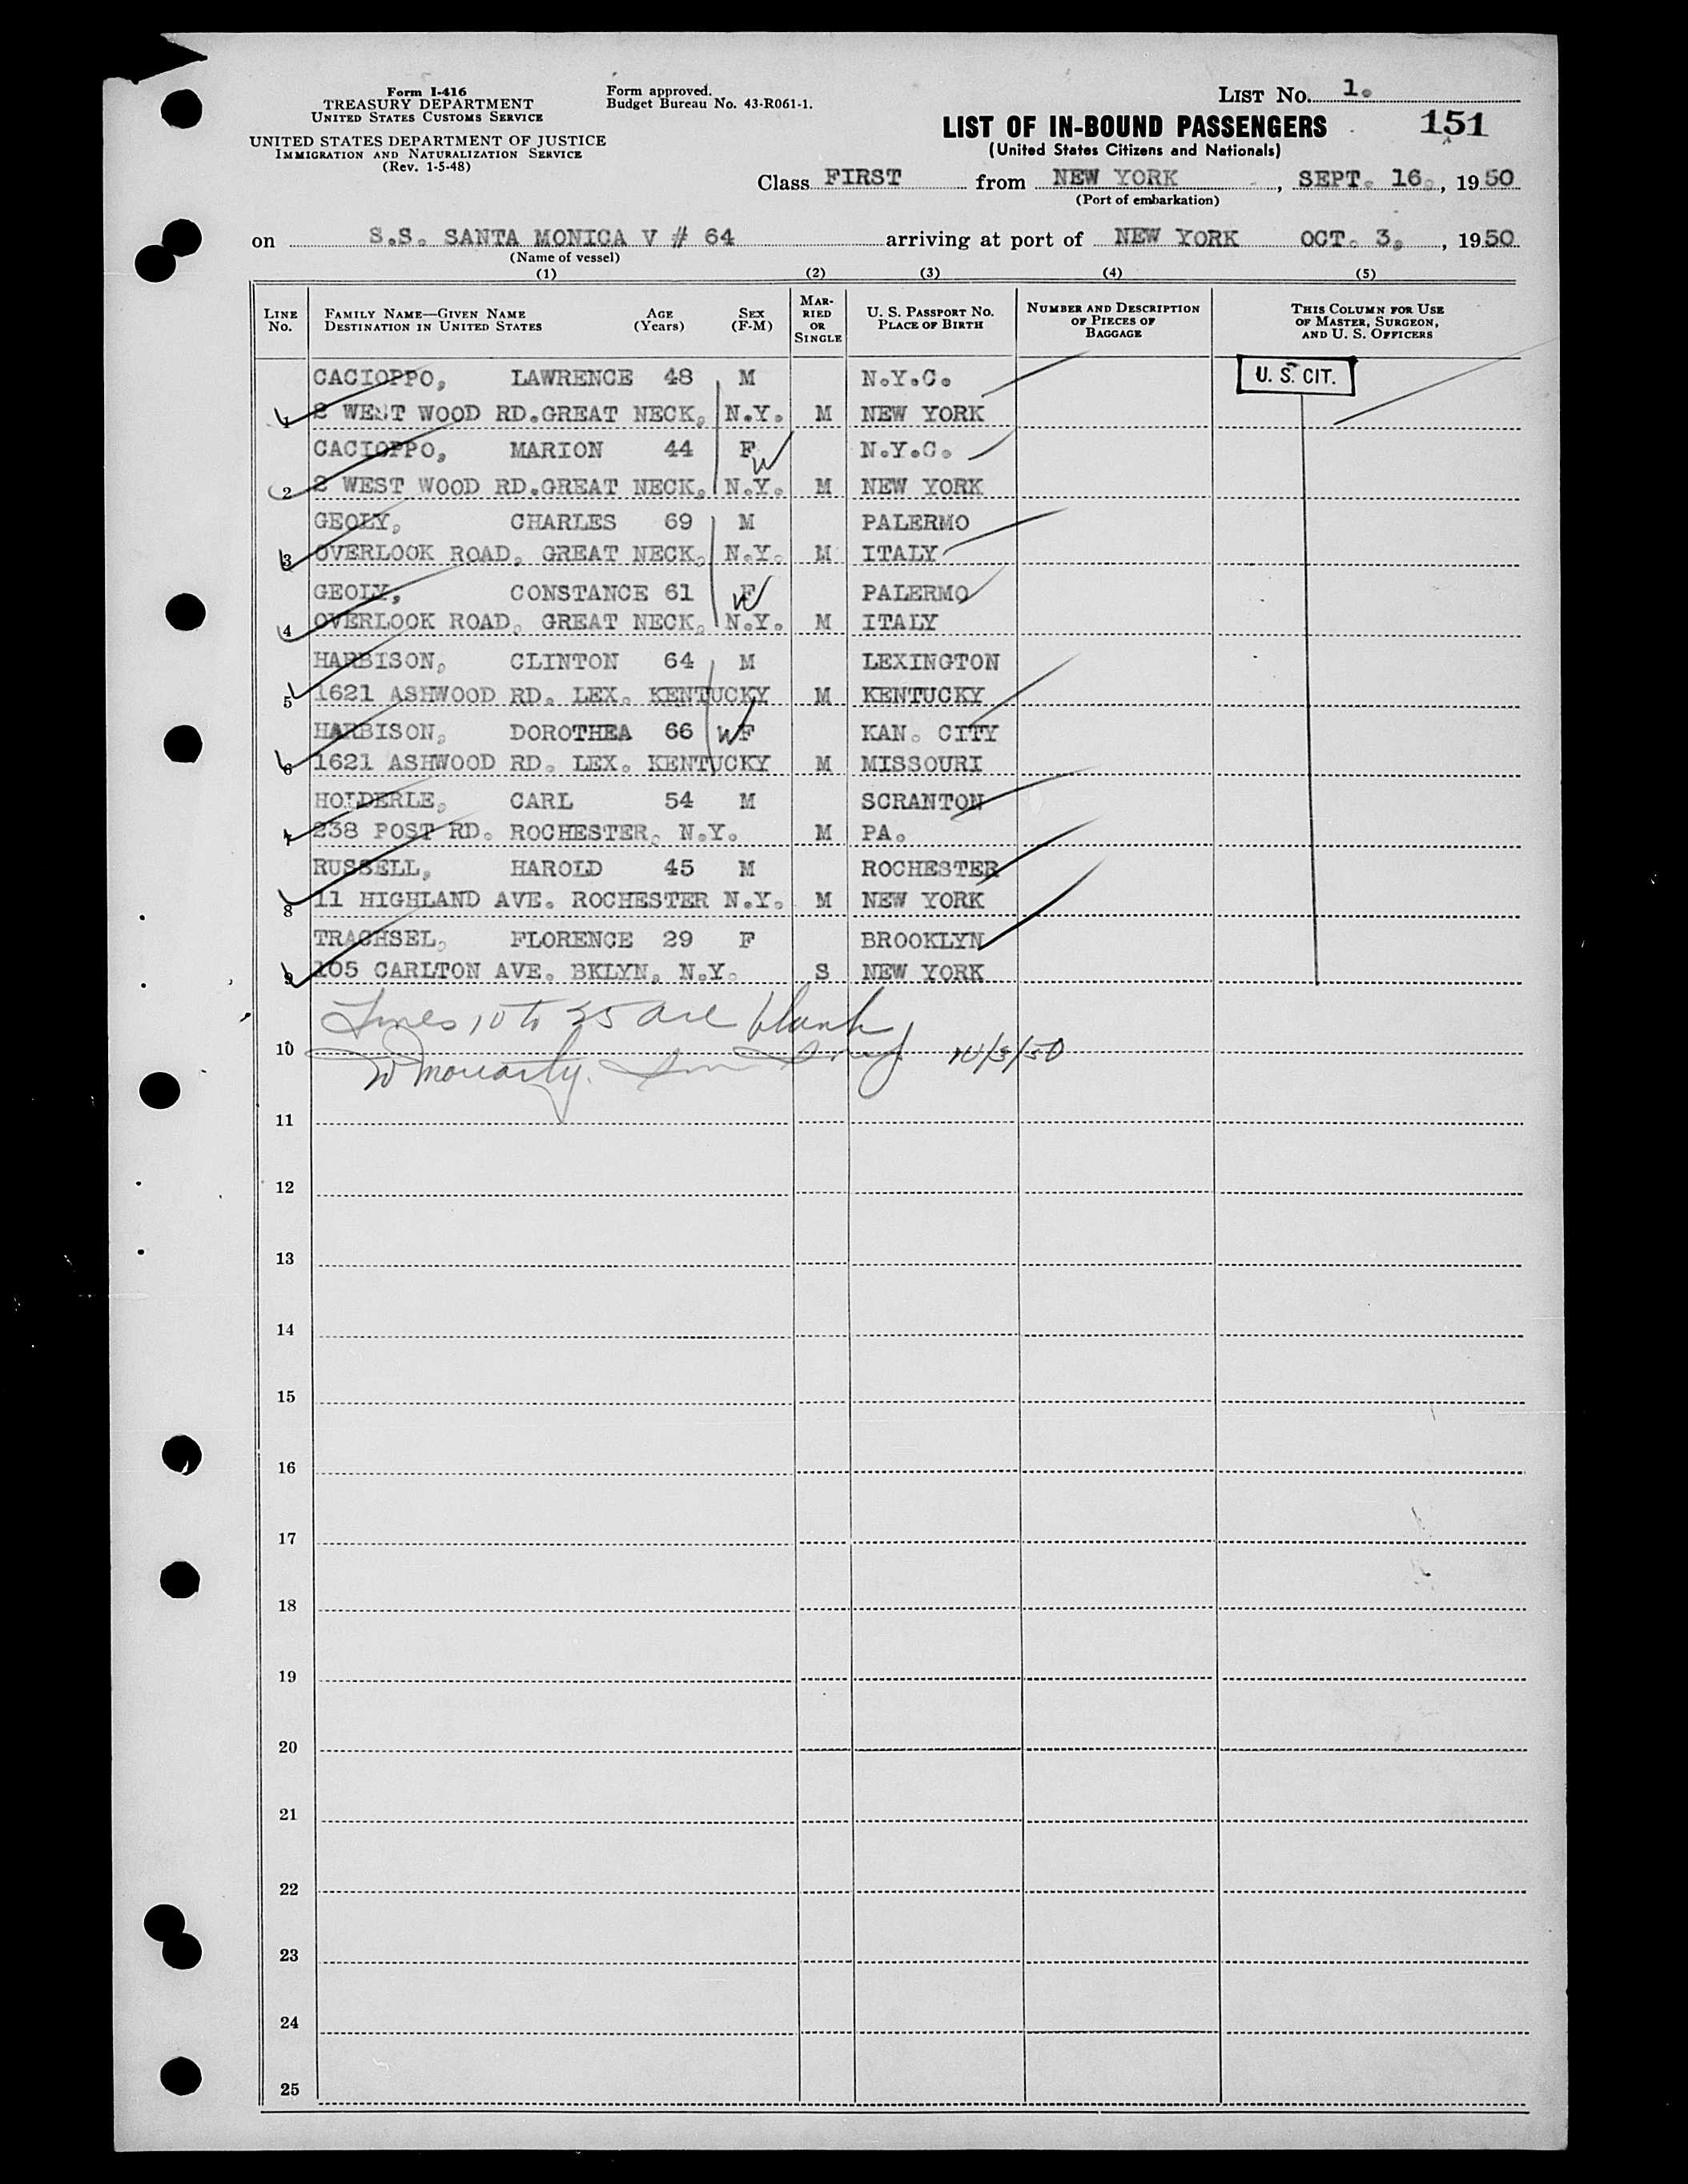 Form I-416
TREASURY DEPARTMENT
UNITED STATES CUSTOMS SERVICE
UNITED STATES DEPARTMENT OF JUSTICE
IMMIGRATION AND NATURALIZATION SERVICE
(Rev. 1-5-48)
Form approved.
Budget Bureau No. 43-R061-1.
LIST No. 1.
LIST OF IN-BOUND PASSENGERS 151
(United States Citizens and Nationals)
Class FIRST from NEW YORK , SEPT. 16. , 1950
(Port of embarkation)
on S.S. SANTA MONICA V # 64 arriving at port of NEW YORK OCT. 3. , 1950
(Name of vessel)
(1) (2) (3) (4) (5)
LINE No. FAMILY NAME—GIVEN NAME DESTINATION IN UNITED STATES AGE (Years) SEX (F-M) MARRIED OR SINGLE U. S. PASSPORT NO. PLACE OF BIRTH NUMBER AND DESCRIPTION OF PIECES OF BAGGAGE THIS COLUMN FOR USE OF MASTER, SURGEON, AND U. S. OFFICERS
CACIOPPO, LAWRENCE 48 M N.Y.C. U. S. CIT.
1 2 WEST WOOD RD.GREAT NECK, N.Y. M NEW YORK
CACIOPPO, MARION 44 F W N.Y.C.
2 2 WEST WOOD RD.GREAT NECK. N.Y. M NEW YORK
GEOLY, CHARLES 69 M PALERMO
3 OVERLOOK ROAD. GREAT NECK. N.Y. M ITALY
GEOLY, CONSTANCE 61 F W PALERMO
4 OVERLOOK ROAD. GREAT NECK. N.Y. M ITALY
HARBISON, CLINTON 64 M LEXINGTON
5 1621 ASHWOOD RD. LEX. KENTUCKY M KENTUCKY
HARBISON, DOROTHEA 66 W F KAN. CITY
6 1621 ASHWOOD RD. LEX. KENTUCKY M MISSOURI
HOLDERLE, CARL 54 M SCRANTON
7 238 POST RD. ROCHESTER, N.Y. M PA.
RUSSELL, HAROLD 45 M ROCHESTER
8 11 HIGHLAND AVE. ROCHESTER N.Y. M NEW YORK
TRACHSEL, FLORENCE 29 F BROOKLYN
9 105 CARLTON AVE. BKLYN, N.Y. S NEW YORK
Lines 10 to 25 are blank
10 W Moriarty. 10/3/50
11
12
13
14
15
16
17
18
19
20
21
22
23
24
25